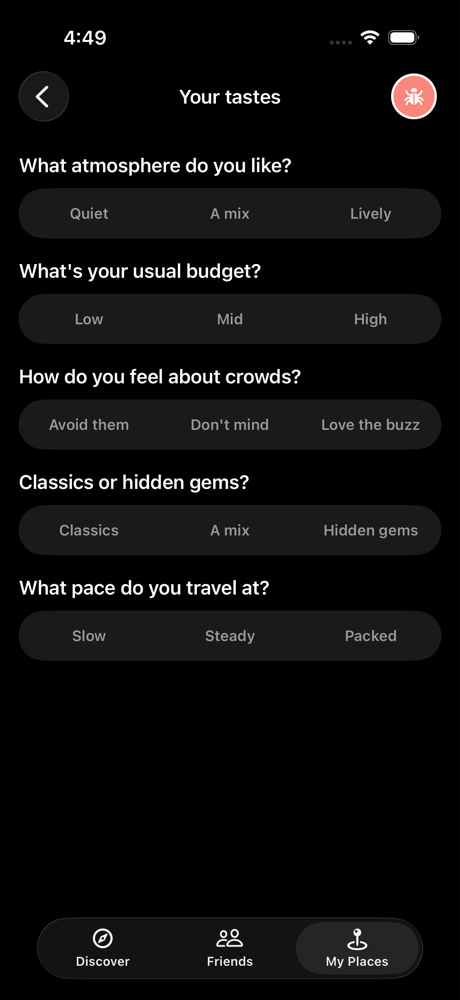 4:49
Your tastes
What atmosphere do you like?
Quiet A mix Lively
What's your usual budget?
Low Mid High
How do you feel about crowds?
Avoid them Don't mind Love the buzz
Classics or hidden gems?
Classics A mix Hidden gems
What pace do you travel at?
Slow Steady Packed
Discover Friends My Places